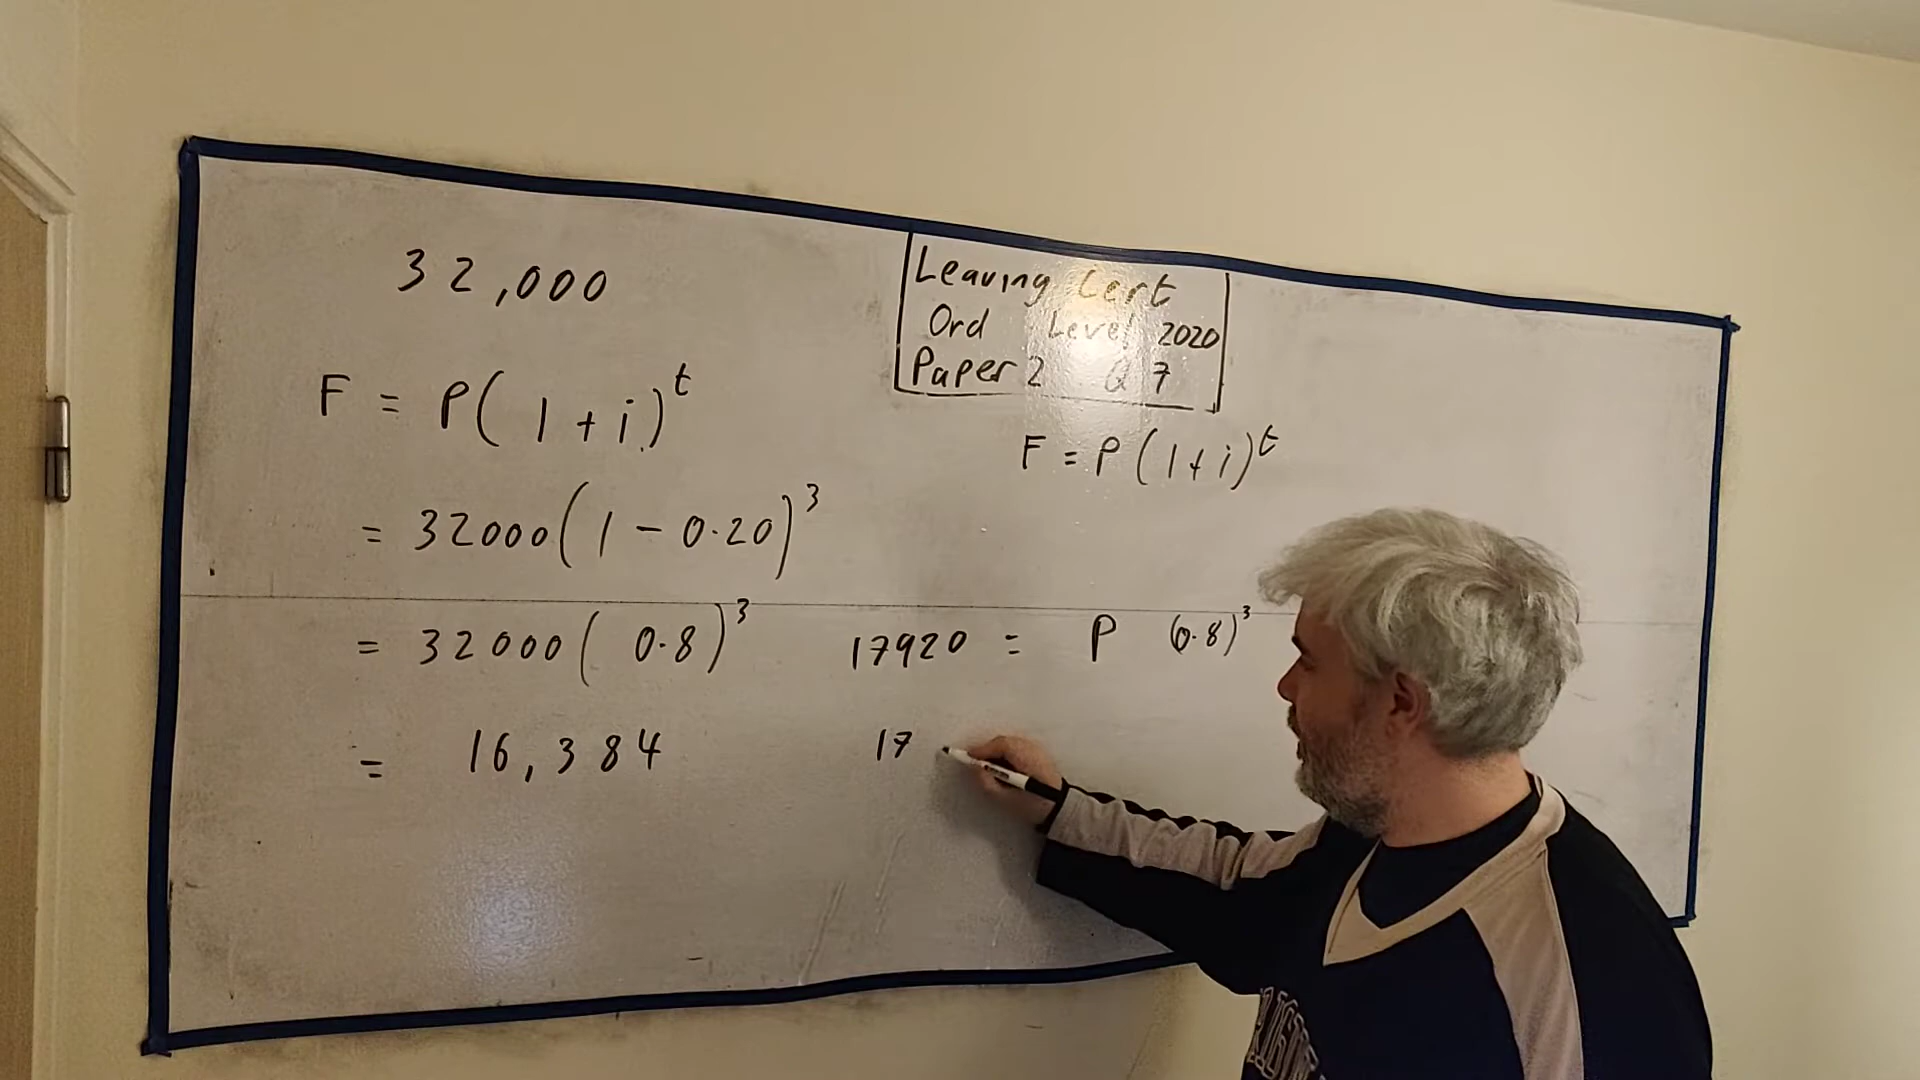 32,000
F = P(1+i)^t
= 32000(1 - 0.20)^3
= 32000(0.8)^3
= 16,384
Leaving Cert
Ord Level 2020
Paper 2 Q7
F = P(1+i)^t
17920 = P (0.8)^3
17